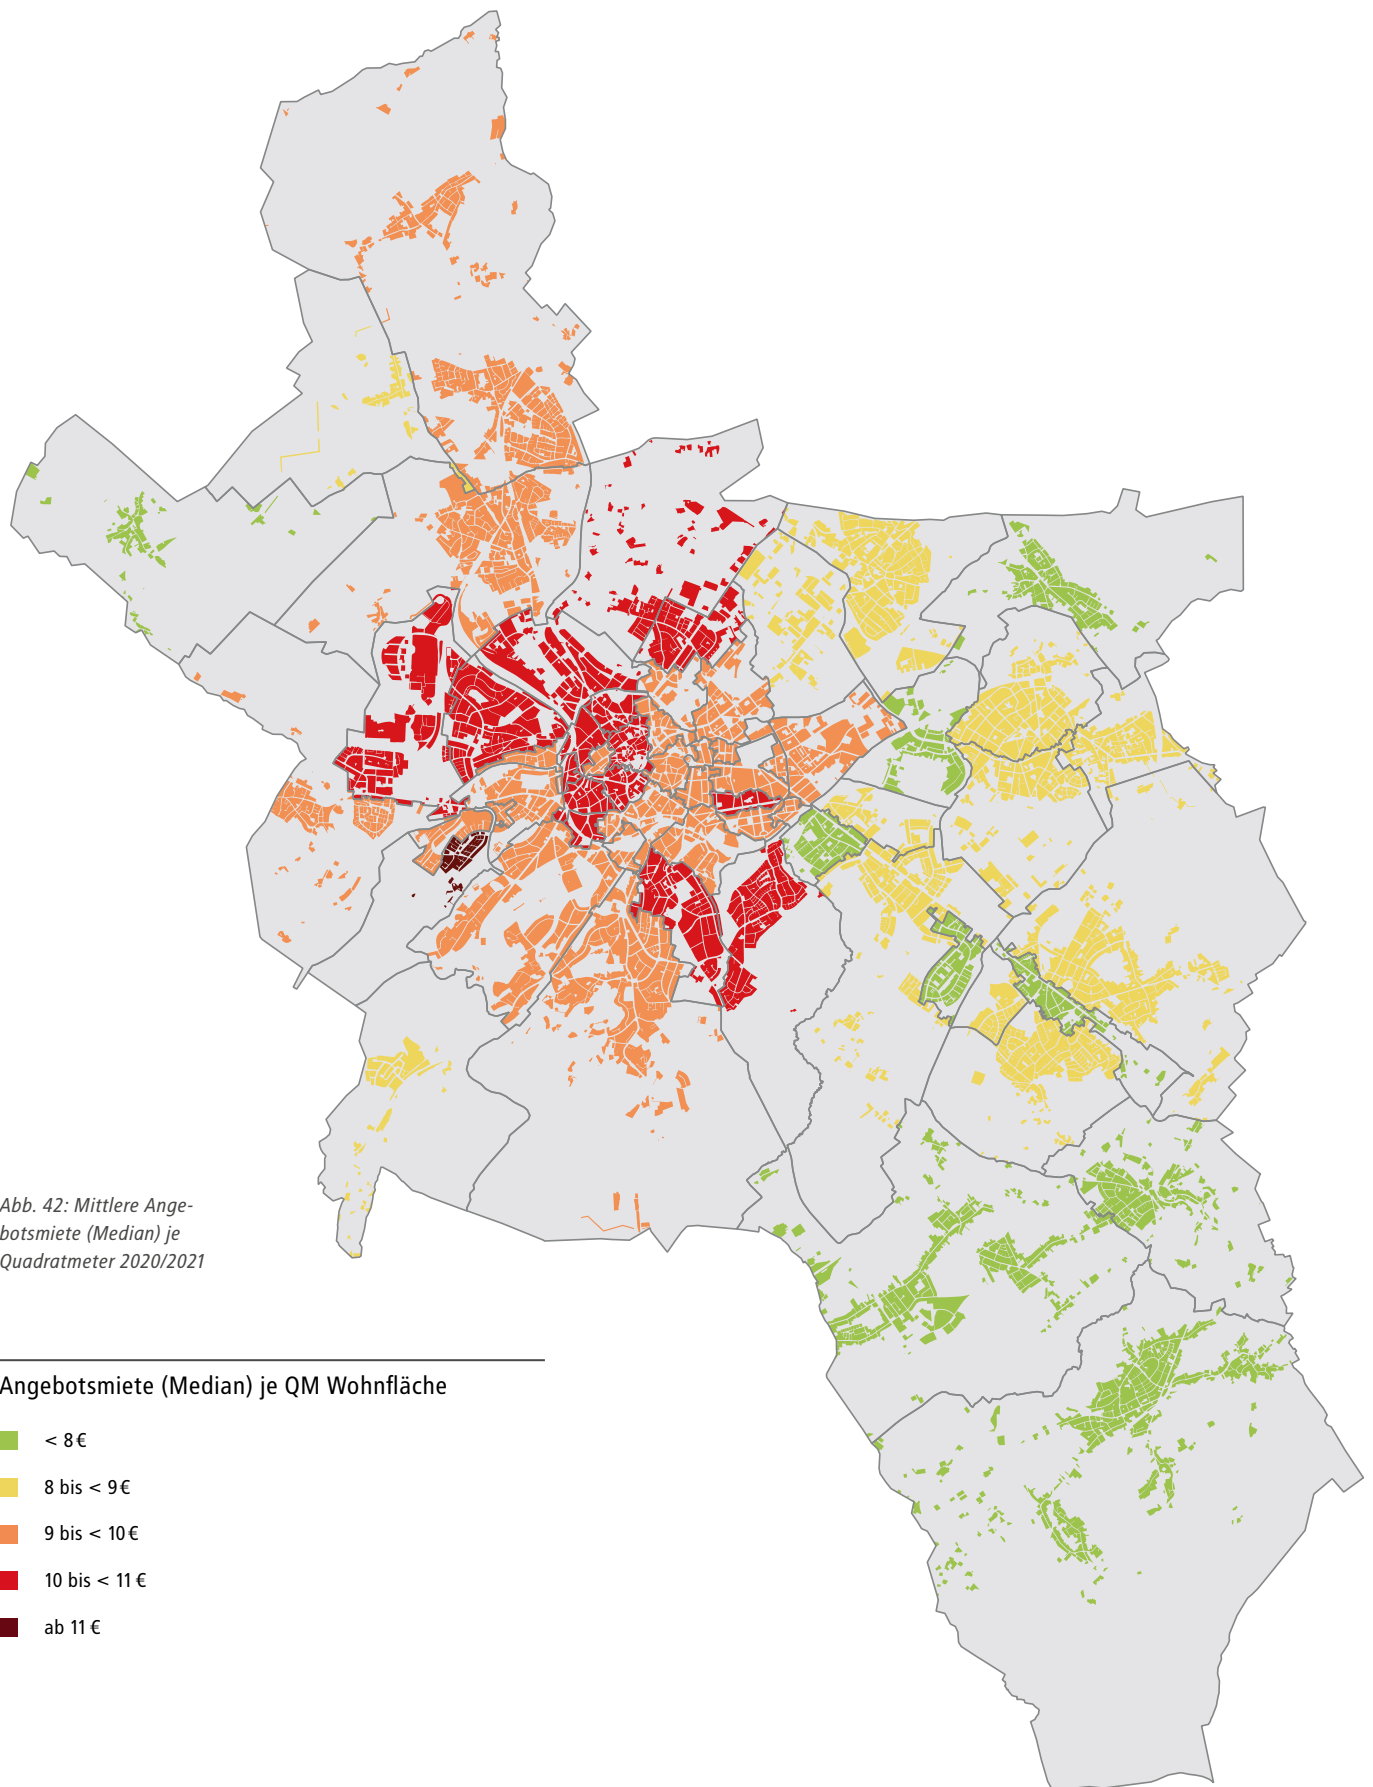 Abb. 42: Mittlere Ange-
botsmiete (Median) je
Quadratmeter 2020/2021
Angebotsmiete (Median) je QM Wohnfläche
< 8 €
8 bis < 9 €
9 bis < 10 €
10 bis < 11 €
ab 11 €